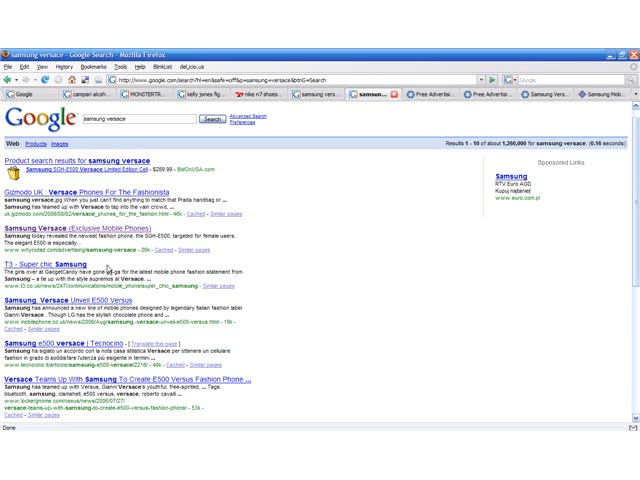 samsung versace - Google Search - Mozilla Firefox
File Edit View History Bookmarks Tools Help BlinkList del.icio.us
http://www.google.com/search?hl=en&safe=off&q=samsung+versace&btnG=Search
Google
Google campari alcoh... MONSTERTR... kelly jones fig... nike n7 shoes... samsung vers... samsun... Free Advertisi... Free Advertisi... Samsung Versa... Samsung Mob...
Google samsung versace Search Advanced Search
Preferences
Web Products Images Results 1 - 10 of about 1,260,000 for samsung versace. (0.16 seconds)
Product search results for samsung versace
Samsung SGH-E500 Versace Limited Edition Cell - $289.99 - BidOnUSA.com
Gizmodo UK : Versace Phones For The Fashionista
samsung versace.jpg When you just can't find anything to match that Prada handbag or ...
Samsung has teamed up with Versace to tap into the vain crowd, ...
uk.gizmodo.com/2006/08/02/versace_phones_for_the_fashion.html - 46k - Cached - Similar pages
Samsung Versace (Exclusive Mobile Phones)
Samsung today revealed the newest fashion phone, the SGH-E500, targeted for female users.
The elegant E500 is especially...
www.whynotad.com/advertising/samsung-versace - 26k - Cached - Similar pages
T3 - Super chic Samsung
The girls over at GadgetCandy have gone ga-ga for the latest mobile phone fashion statement from
Samsung – a tie up with the style supremos at Versace. ...
www.t3.co.uk/news/247/communications/mobile_phone/super_chic_samsung - Similar pages
Samsung, Versace Unveil E500 Versus
Samsung has announced a new line of mobile phones designed by legendary Italian fashion label
Gianni Versace . Though LG has the stylish chocolate phone and ...
www.mobilephone.co.uk/news/2006/Aug/samsung,-versace-unveil-e500-versus.html - 19k -
Cached - Similar pages
Samsung e500 versace | Tecnocino - [ Translate this page ]
Samsung ha siglato un accordo con la nota casa stilistica Versace per ottenere un cellulare
fashion in grado di soddisfare l'utenza più esigente in termini ...
www.tecnocino.it/articolo/samsung-e500-versace/2216/ - 48k - Cached - Similar pages
Versace Teams Up With Samsung To Create E500 Versus Fashion Phone ...
Samsung has teamed up with Versus, Gianni Versace's youthful, free-spirited, ... Tags:
bluetooth, samsung, clamshell, e500 versus, versace, roberto cavalli ...
www.lockergnome.com/nexus/news/2006/07/27/
versace-teams-up-with-samsung-to-create-e500-versus-fashion-phone/ - 53k -
Cached - Similar pages
Sponsored Links
Samsung
RTV Euro AGD
Kupuj najtaniej
www.euro.com.pl
Done